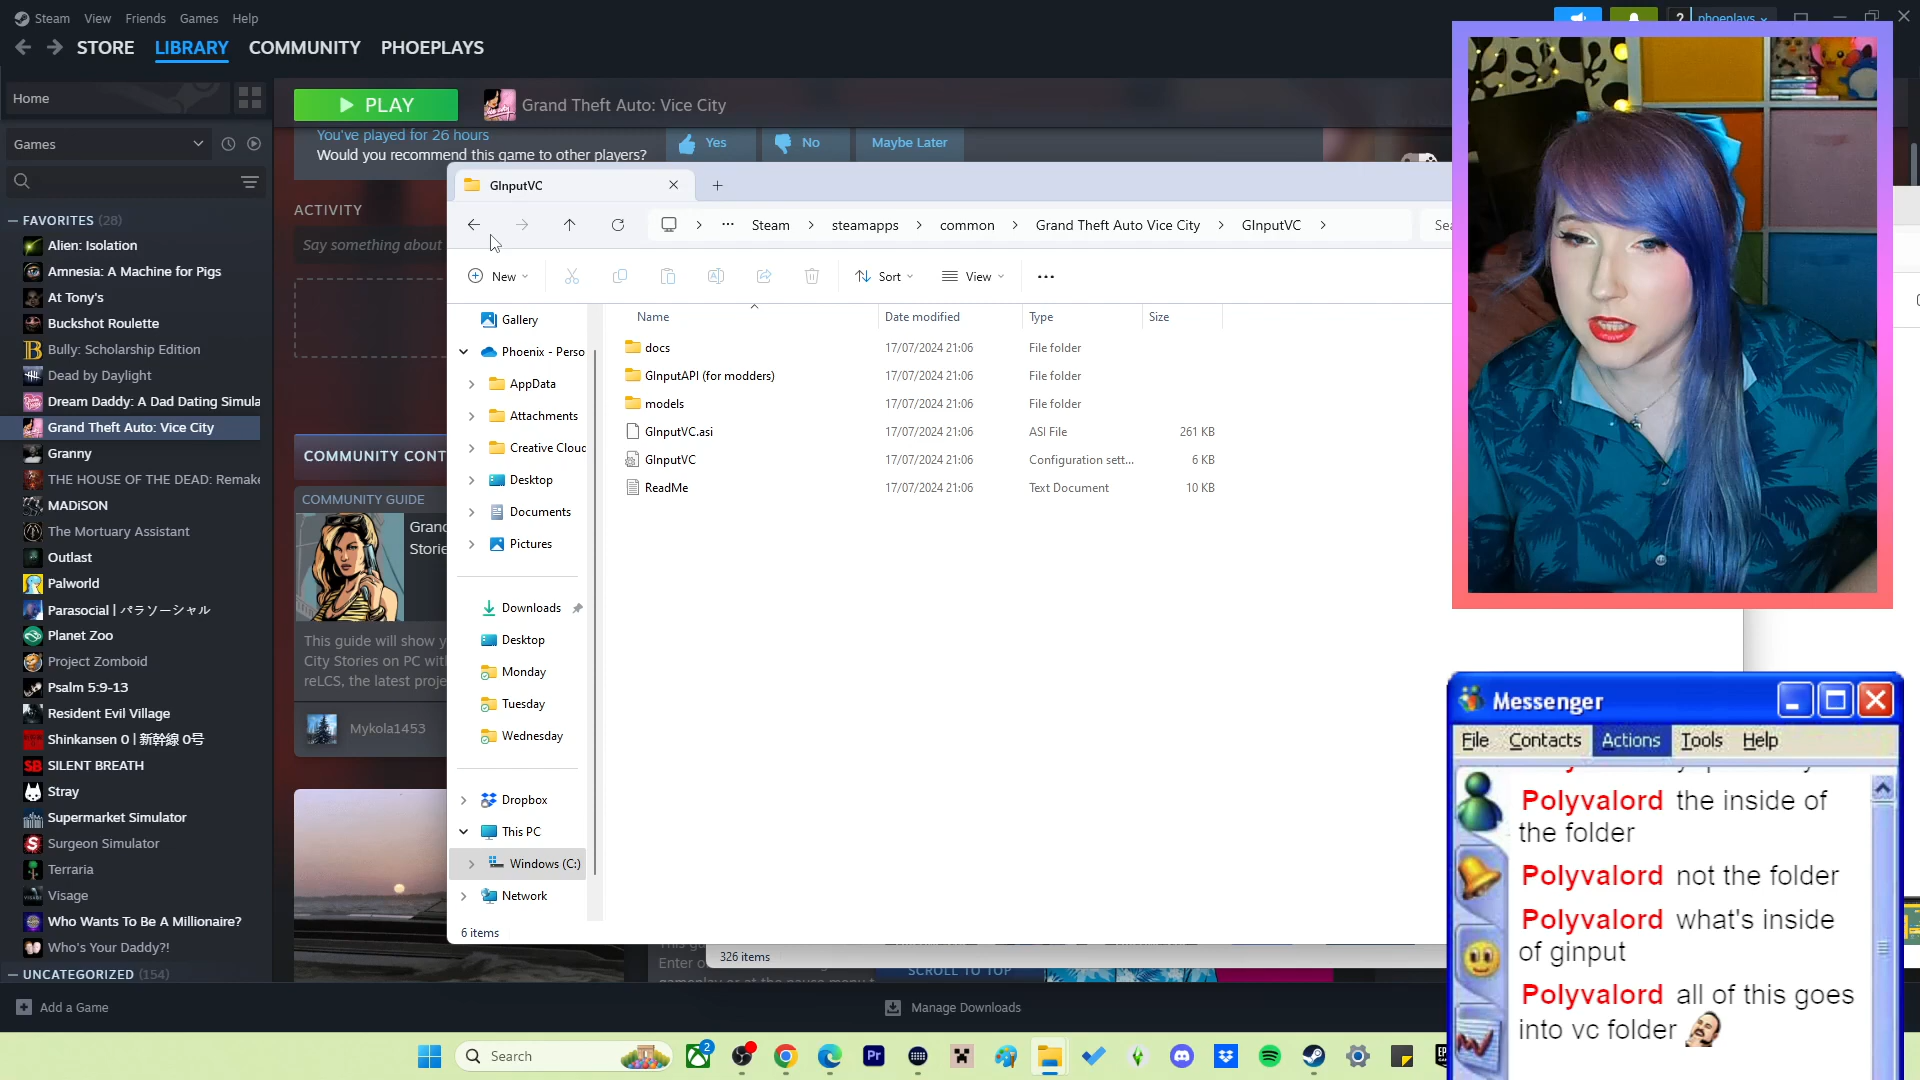 Steam View Friends Games Help
2 phoeplays
STORE LIBRARY COMMUNITY PHOEPLAYS
Home
PLAY Grand Theft Auto: Vice City
You've played for 26 hours
Would you recommend this game to other players?
Yes No Maybe Later
Games
FAVORITES (28)
Alien: Isolation
Amnesia: A Machine for Pigs
At Tony's
Buckshot Roulette
Bully: Scholarship Edition
Dead by Daylight
Dream Daddy: A Dad Dating Simula
Grand Theft Auto: Vice City
Granny
THE HOUSE OF THE DEAD: Remake
MADiSON
The Mortuary Assistant
Outlast
Palworld
Parasocial | パラソーシャル
Planet Zoo
Project Zomboid
Psalm 5:9-13
Resident Evil Village
Shinkansen 0 | 新幹線 0号
SILENT BREATH
Stray
Supermarket Simulator
Surgeon Simulator
Terraria
Visage
Who Wants To Be A Millionaire?
Who's Your Daddy?!
UNCATEGORIZED (154)
Add a Game
ACTIVITY
Say something about
COMMUNITY CONT
COMMUNITY GUIDE
Grand
Storie
This guide will show y
City Stories on PC with
reLCS, the latest proje
Mykola1453
GInputVC
Steam steamapps common Grand Theft Auto Vice City GInputVC
Sea
New Sort View
Gallery
Phoenix - Perso
AppData
Attachments
Creative Cloud
Desktop
Documents
Pictures
Downloads
Desktop
Monday
Tuesday
Wednesday
Dropbox
This PC
Windows (C:)
Network
6 items
Name Date modified Type Size
docs 17/07/2024 21:06 File folder
GInputAPI (for modders) 17/07/2024 21:06 File folder
models 17/07/2024 21:06 File folder
GInputVC.asi 17/07/2024 21:06 ASI File 261 KB
GInputVC 17/07/2024 21:06 Configuration sett... 6 KB
ReadMe 17/07/2024 21:06 Text Document 10 KB
326 items
This gu
Enter o
SCROLL TO TOP
Manage Downloads
Search
2
Pr
Messenger
File Contacts Actions Tools Help
Polyvalord the inside of
the folder
Polyvalord not the folder
Polyvalord what's inside
of ginput
Polyvalord all of this goes
into vc folder